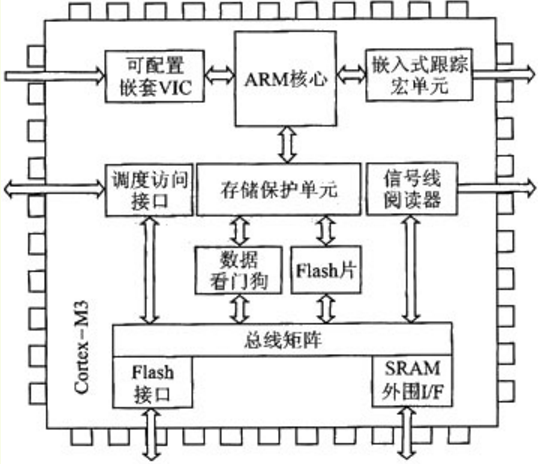 可配置
嵌套VIC
ARM核心
嵌入式跟踪
宏单元
调度访问
接口
存储保护单元
信号线
阅读器
数据
看门狗
Flash片
总线矩阵
Flash
接口
SRAM
外围I/F
Cortex-M3